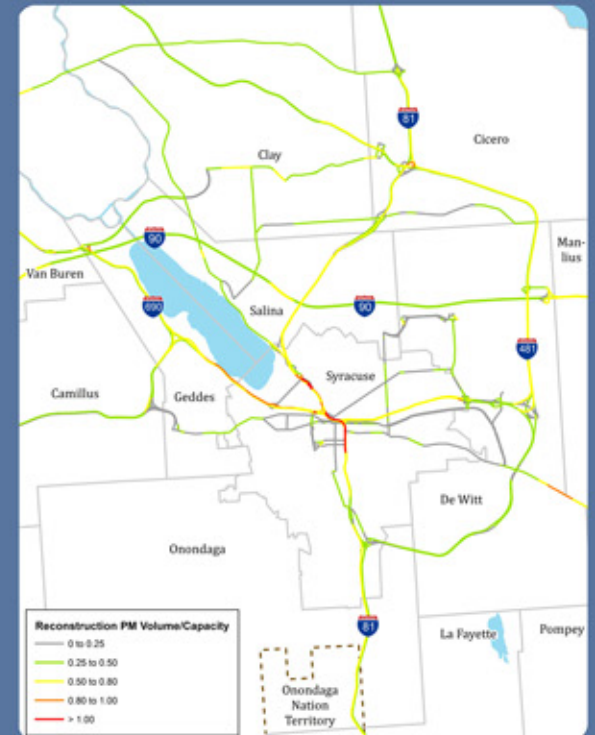 81
Cicero
Clay
90
Man-
lius
Van Buren
690
Salina
90
481
Syracuse
Camillus
Geddes
De Witt
Onondaga
81
La Fayette
Pompey
Onondaga
Nation
Territory
Reconstruction PM Volume/Capacity
0 to 0.25
0.25 to 0.50
0.50 to 0.80
0.80 to 1.00
> 1.00